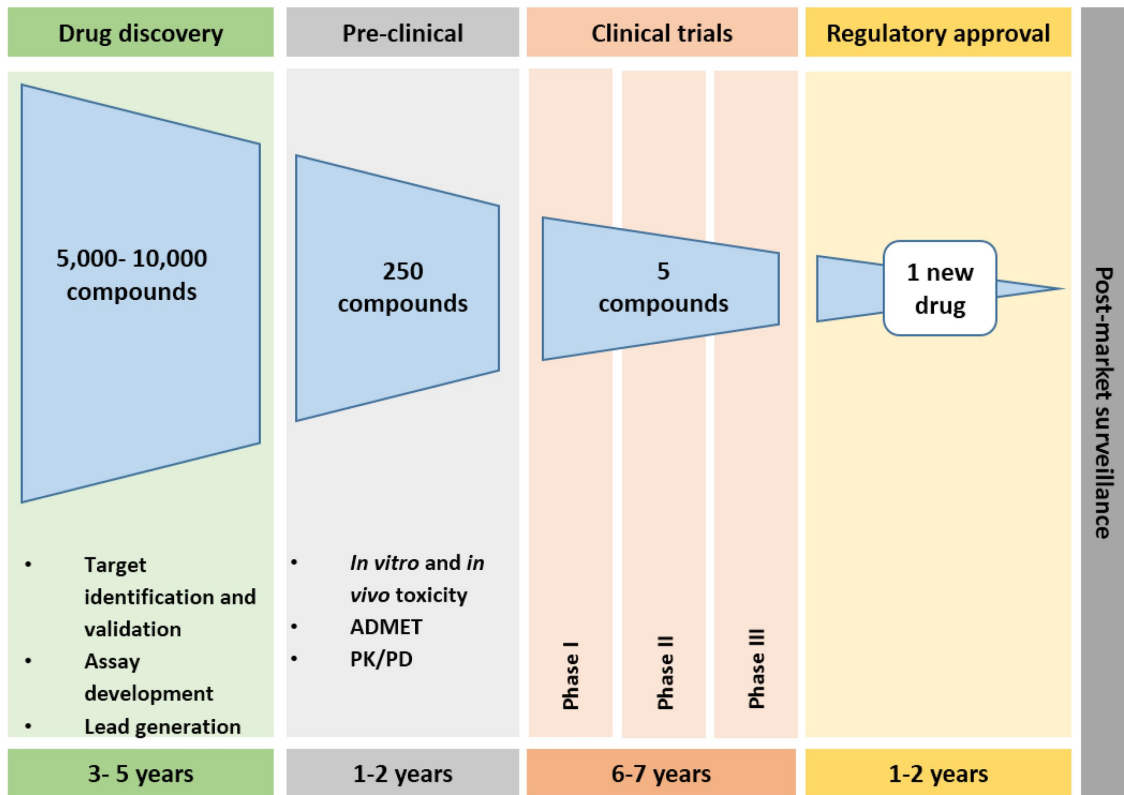 Drug discovery
Pre-clinical
Clinical trials
Regulatory approval
5,000- 10,000
compounds
250
compounds
5
compounds
1 new
drug
• Target
identification and
validation
• Assay
development
• Lead generation
• In vitro and in
vivo toxicity
• ADMET
• PK/PD
Phase I
Phase II
Phase III
3- 5 years
1-2 years
6-7 years
1-2 years
Post-market surveillance